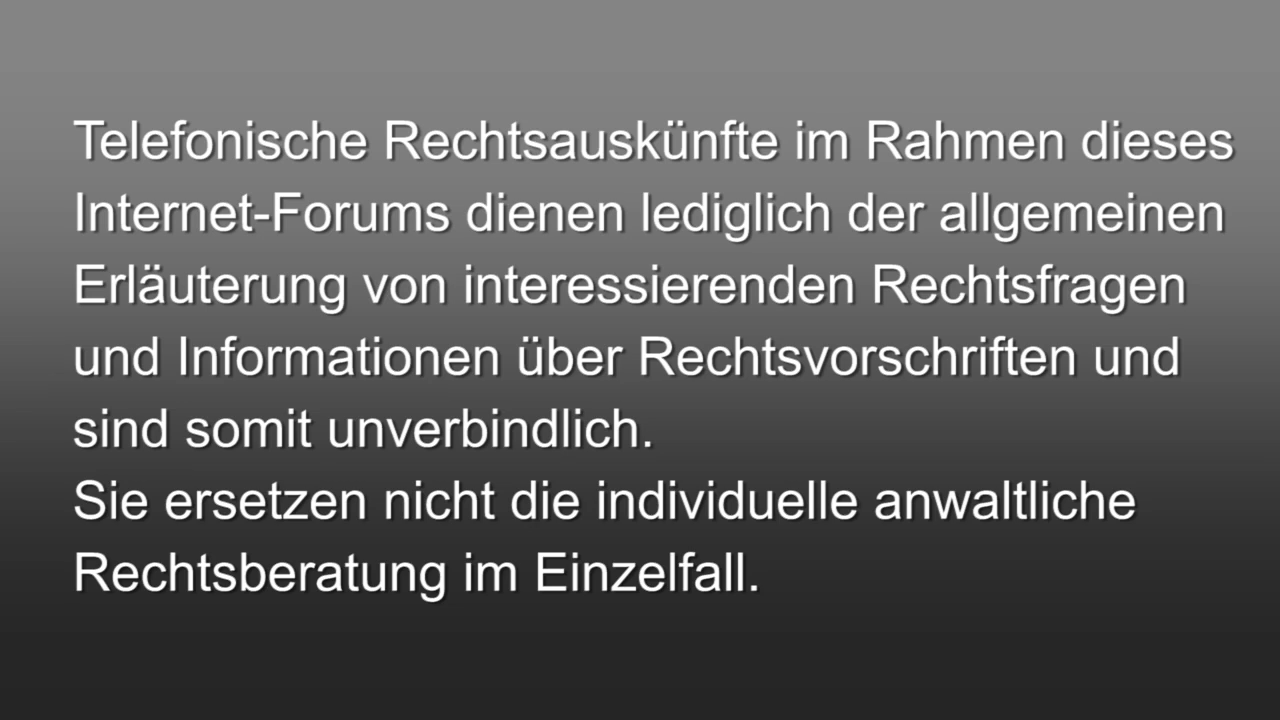 Telefonische Rechtsauskünfte im Rahmen dieses
Internet-Forums dienen lediglich der allgemeinen
Erläuterung von interessierenden Rechtsfragen
und Informationen über Rechtsvorschriften und
sind somit unverbindlich.
Sie ersetzen nicht die individuelle anwaltliche
Rechtsberatung im Einzelfall.